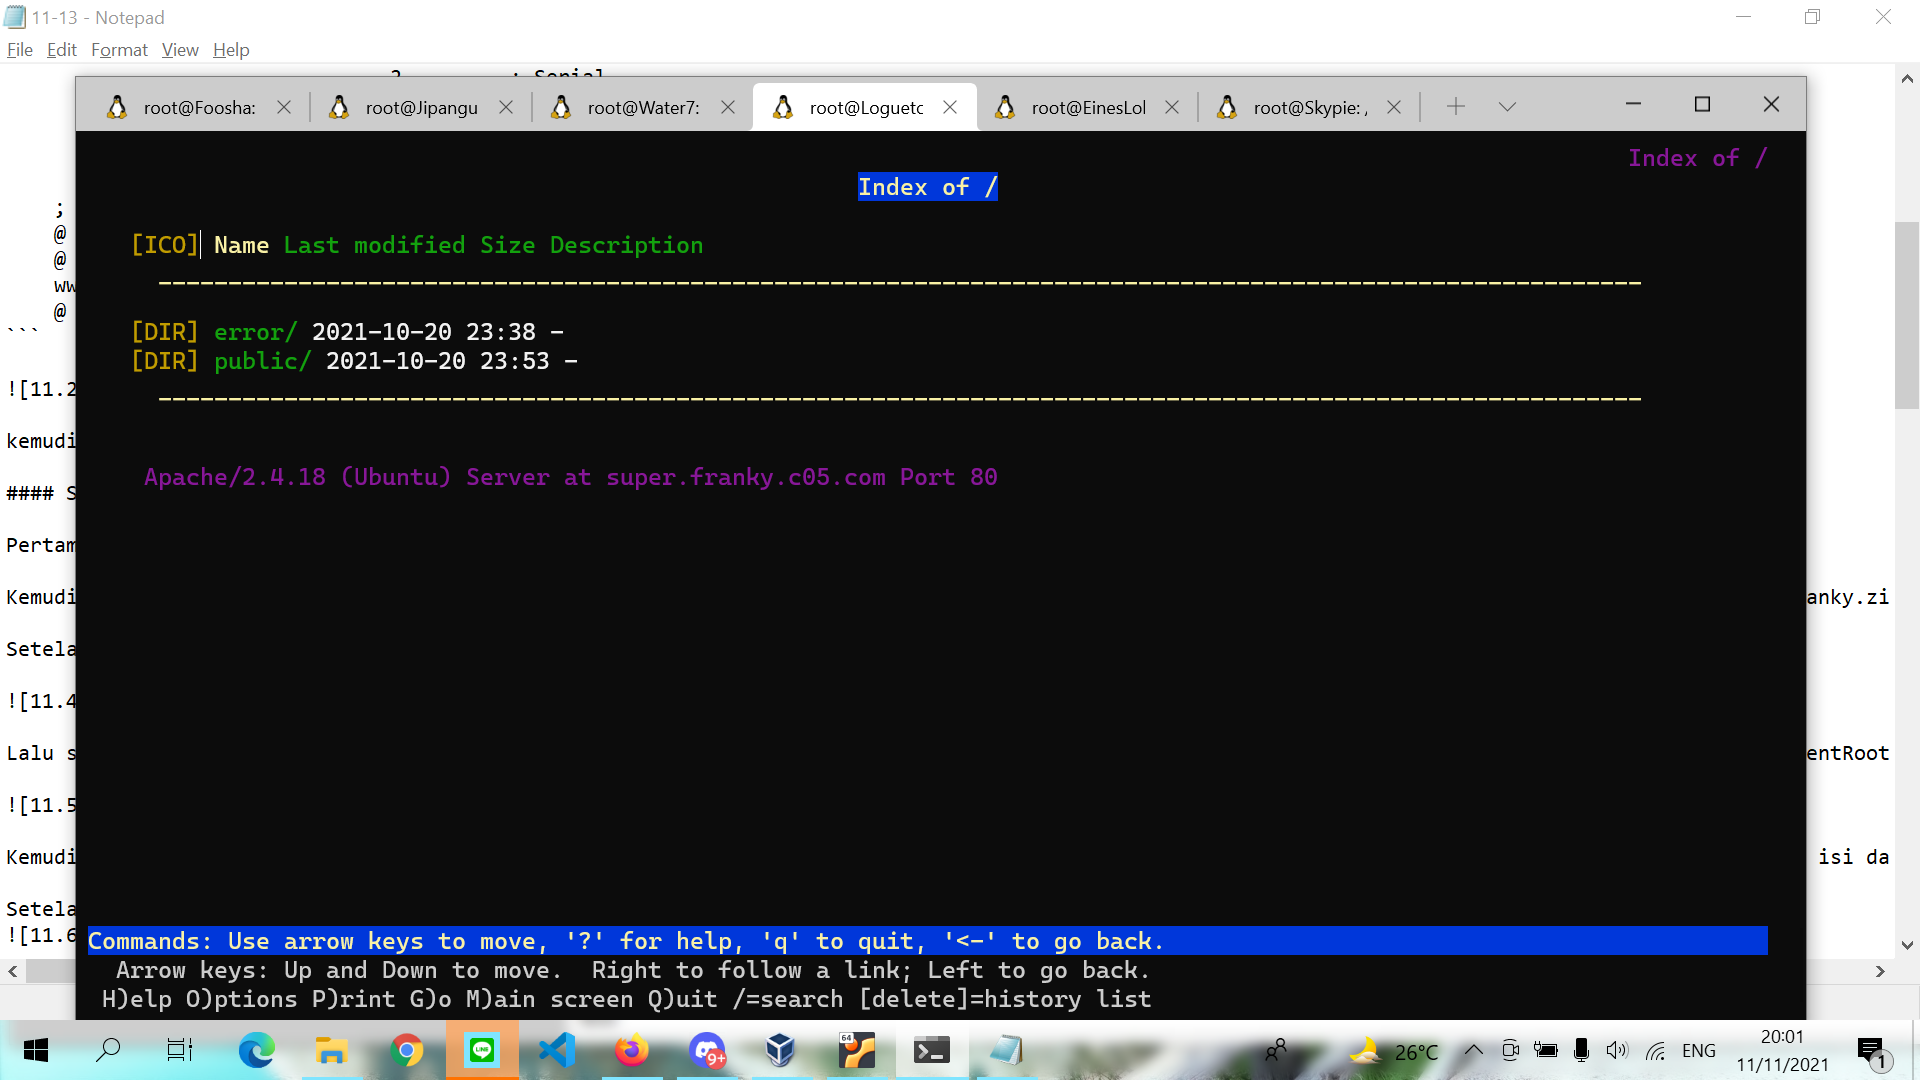 11-13 - Notepad
File Edit Format View Help
2 : Serial
root@Foosha: root@Jipangu root@Water7: root@Loguetc root@EinesLol root@Skypie: /
Index of /
Index of /
[ICO] Name Last modified Size Description
[DIR] error/ 2021-10-20 23:38 -
[DIR] public/ 2021-10-20 23:53 -
Apache/2.4.18 (Ubuntu) Server at super.franky.c05.com Port 80
Commands: Use arrow keys to move, '?' for help, 'q' to quit, '<-' to go back.
Arrow keys: Up and Down to move. Right to follow a link; Left to go back.
H)elp O)ptions P)rint G)o M)ain screen Q)uit /=search [delete]=history list
;
@
@
ww
@
```
![11.2
kemudi
#### S
Pertam
Kemudi anky.zi
Setela
![11.4
Lalu s entRoot
![11.5
Kemudi isi da
Setela
![11.6
LINE
9+
64
26°C
ENG
20:01
11/11/2021
1